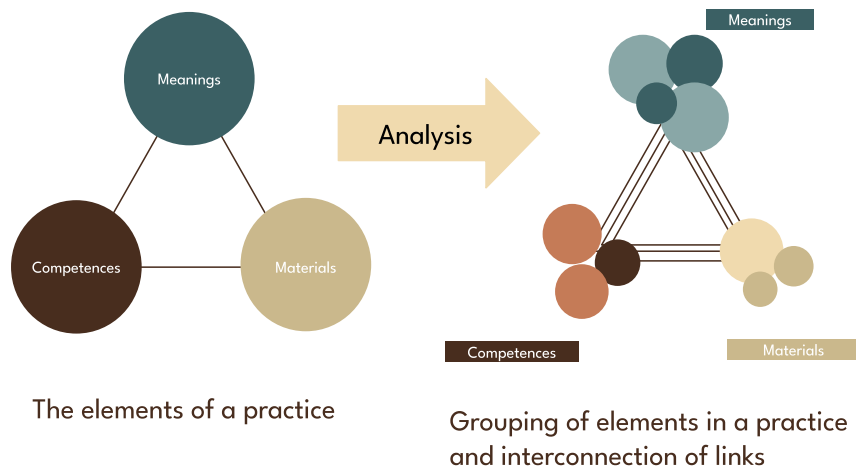 Meanings
Competences
Materials
The elements of a practice
Analysis
Meanings
Competences
Materials
Grouping of elements in a practice
and interconnection of links